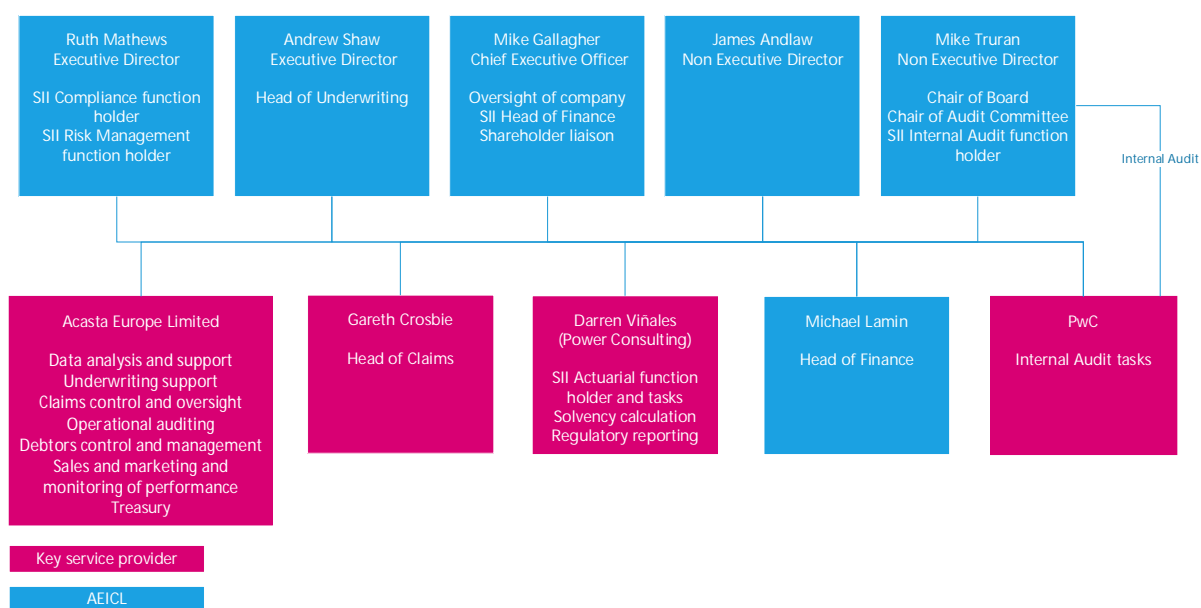 Ruth Mathews
Executive Director
SII Compliance function
holder
SII Risk Management
function holder
Andrew Shaw
Executive Director
Head of Underwriting
Mike Gallagher
Chief Executive Officer
Oversight of company
SII Head of Finance
Shareholder liaison
James Andlaw
Non Executive Director
Mike Truran
Non Executive Director
Chair of Board
Chair of Audit Committee
SII Internal Audit function
holder
Internal Audit
Acasta Europe Limited
Data analysis and support
Underwriting support
Claims control and oversight
Operational auditing
Debtors control and management
Sales and marketing and
monitoring of performance
Treasury
Gareth Crosbie
Head of Claims
Darren Viñales
(Power Consulting)
SII Actuarial function
holder and tasks
Solvency calculation
Regulatory reporting
Michael Lamin
Head of Finance
PwC
Internal Audit tasks
Key service provider
AEICL